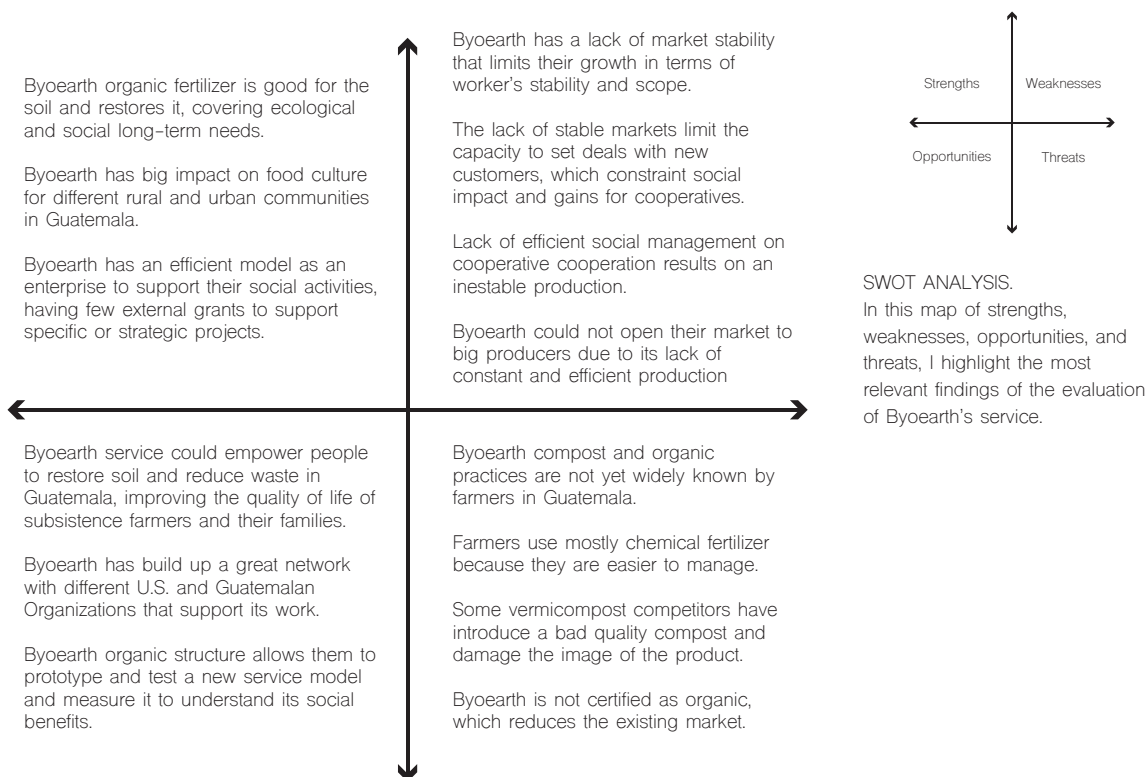 Byoearth organic fertilizer is good for the
soil and restores it, covering ecological
and social long-term needs.
Byoearth has big impact on food culture
for different rural and urban communities
in Guatemala.
Byoearth has an efficient model as an
enterprise to support their social activities,
having few external grants to support
specific or strategic projects.
Byoearth has a lack of market stability
that limits their growth in terms of
worker's stability and scope.
The lack of stable markets limit the
capacity to set deals with new
customers, which constraint social
impact and gains for cooperatives.
Lack of efficient social management on
cooperative cooperation results on an
inestable production.
Byoearth could not open their market to
big producers due to its lack of
constant and efficient production
Byoearth service could empower people
to restore soil and reduce waste in
Guatemala, improving the quality of life of
subsistence farmers and their families.
Byoearth has build up a great network
with different U.S. and Guatemalan
Organizations that support its work.
Byoearth organic structure allows them to
prototype and test a new service model
and measure it to understand its social
benefits.
Byoearth compost and organic
practices are not yet widely known by
farmers in Guatemala.
Farmers use mostly chemical fertilizer
because they are easier to manage.
Some vermicompost competitors have
introduce a bad quality compost and
damage the image of the product.
Byoearth is not certified as organic,
which reduces the existing market.
Strengths
Weaknesses
Opportunities
Threats
SWOT ANALYSIS.
In this map of strengths,
weaknesses, opportunities, and
threats, I highlight the most
relevant findings of the evaluation
of Byoearth's service.